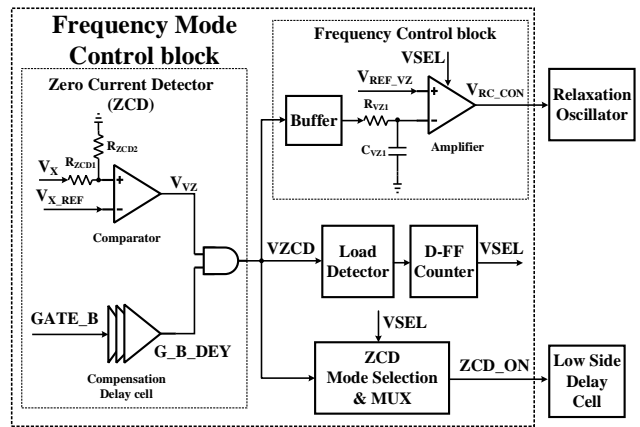 Frequency Mode
Control block
Frequency Control block
VSEL
V_REF_VZ
+
−
V_RC_CON
Relaxation
Oscillator
Buffer
R_VZ1
C_VZ1
Amplifier
Zero Current Detector
(ZCD)
R_ZCD2
V_X
R_ZCD1
+
−
V_X_REF
V_VZ
Comparator
VZCD
Load
Detector
D-FF
Counter
VSEL
GATE_B
G_B_DEY
Compensation
Delay cell
VSEL
ZCD
Mode Selection
& MUX
ZCD_ON
Low Side
Delay
Cell